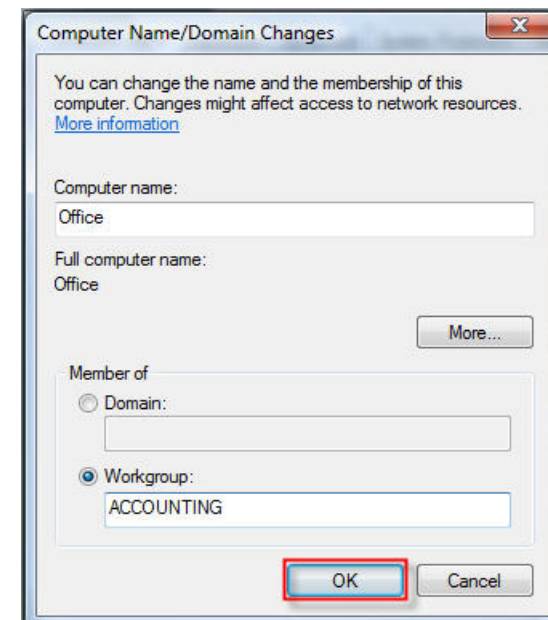 Computer Name/Domain Changes
You can change the name and the membership of this
computer. Changes might affect access to network resources.
More information
Computer name:
Office
Full computer name:
Office
More...
Member of
Domain:
Workgroup:
ACCOUNTING
OK
Cancel